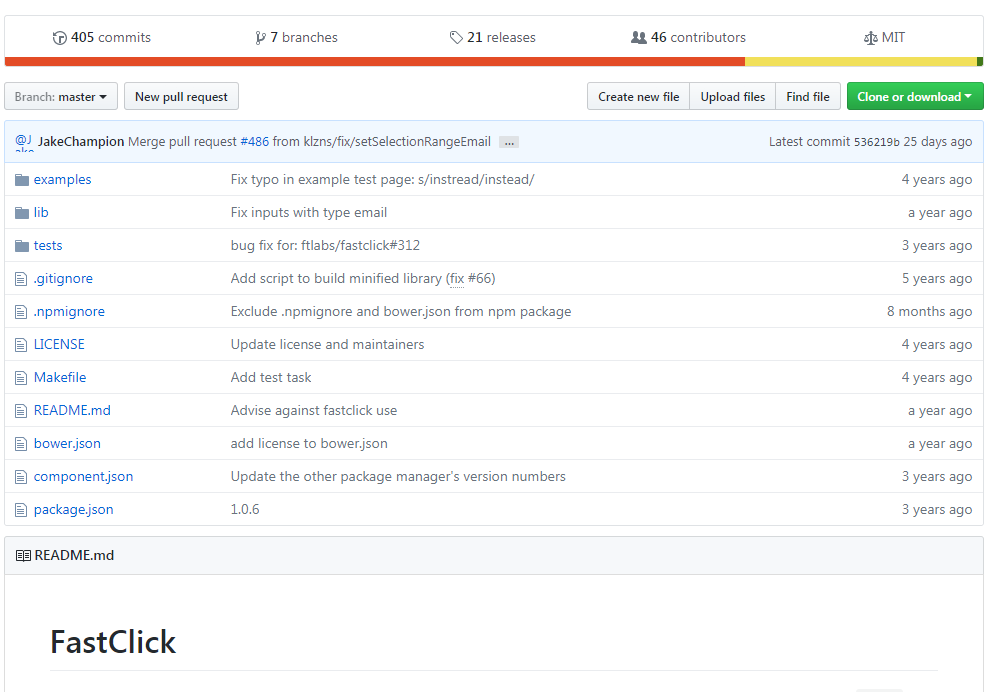 405 commits 7 branches 21 releases 46 contributors MIT
Branch: master New pull request Create new file Upload files Find file Clone or download
JakeChampion Merge pull request #486 from klzns/fix/setSelectionRangeEmail ... Latest commit 536219b 25 days ago
examples Fix typo in example test page: s/instread/instead/ 4 years ago
lib Fix inputs with type email a year ago
tests bug fix for: ftlabs/fastclick#312 3 years ago
.gitignore Add script to build minified library (fix #66) 5 years ago
.npmignore Exclude .npmignore and bower.json from npm package 8 months ago
LICENSE Update license and maintainers 4 years ago
Makefile Add test task 4 years ago
README.md Advise against fastclick use a year ago
bower.json add license to bower.json a year ago
component.json Update the other package manager's version numbers 3 years ago
package.json 1.0.6 3 years ago
README.md
FastClick